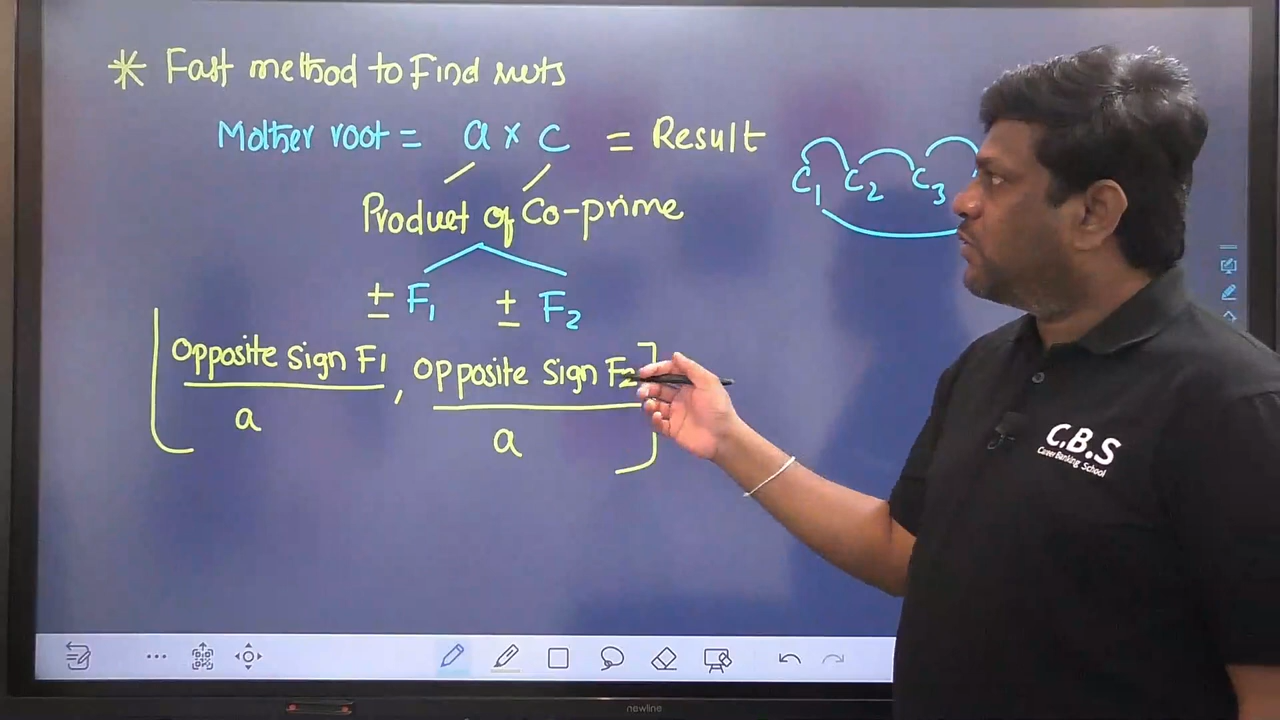 * Fast method to Find roots
Mother root = a × c = Result
C1 C2 C3
Product of Co-prime
± F1 ± F2
Opposite Sign F1 , Opposite Sign F2
a a
C.B.S
Career Banking School
newline